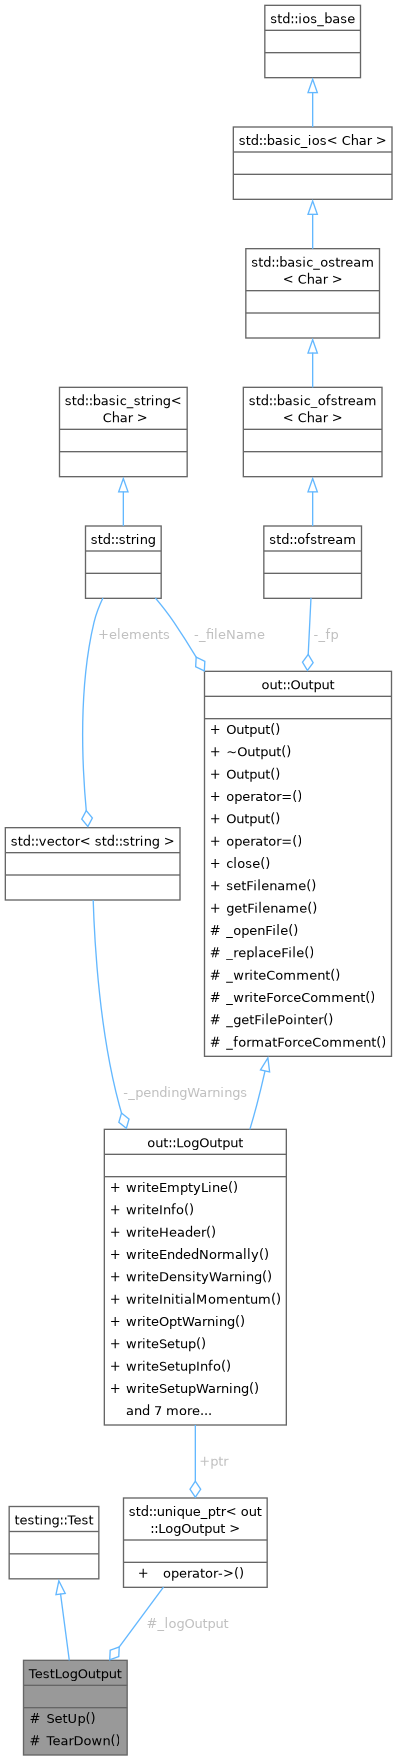 std::ios_base
std::basic_ios< Char >
std::basic_ostream
< Char >
std::basic_string<
Char >
std::basic_ofstream
< Char >
std::string
std::ofstream
+elements
-_fileName
-_fp
out::Output
+ Output()
+ ~Output()
+ Output()
+ operator=()
+ Output()
+ operator=()
+ close()
+ setFilename()
+ getFilename()
# _openFile()
# _replaceFile()
# _writeComment()
# _writeForceComment()
# _getFilePointer()
# _formatForceComment()
std::vector< std::string >
-_pendingWarnings
out::LogOutput
+ writeEmptyLine()
+ writeInfo()
+ writeHeader()
+ writeEndedNormally()
+ writeDensityWarning()
+ writeInitialMomentum()
+ writeOptWarning()
+ writeSetup()
+ writeSetupInfo()
+ writeSetupWarning()
and 7 more...
+ptr
testing::Test
std::unique_ptr< out
::LogOutput >
+ operator->()
#_logOutput
TestLogOutput
# SetUp()
# TearDown()